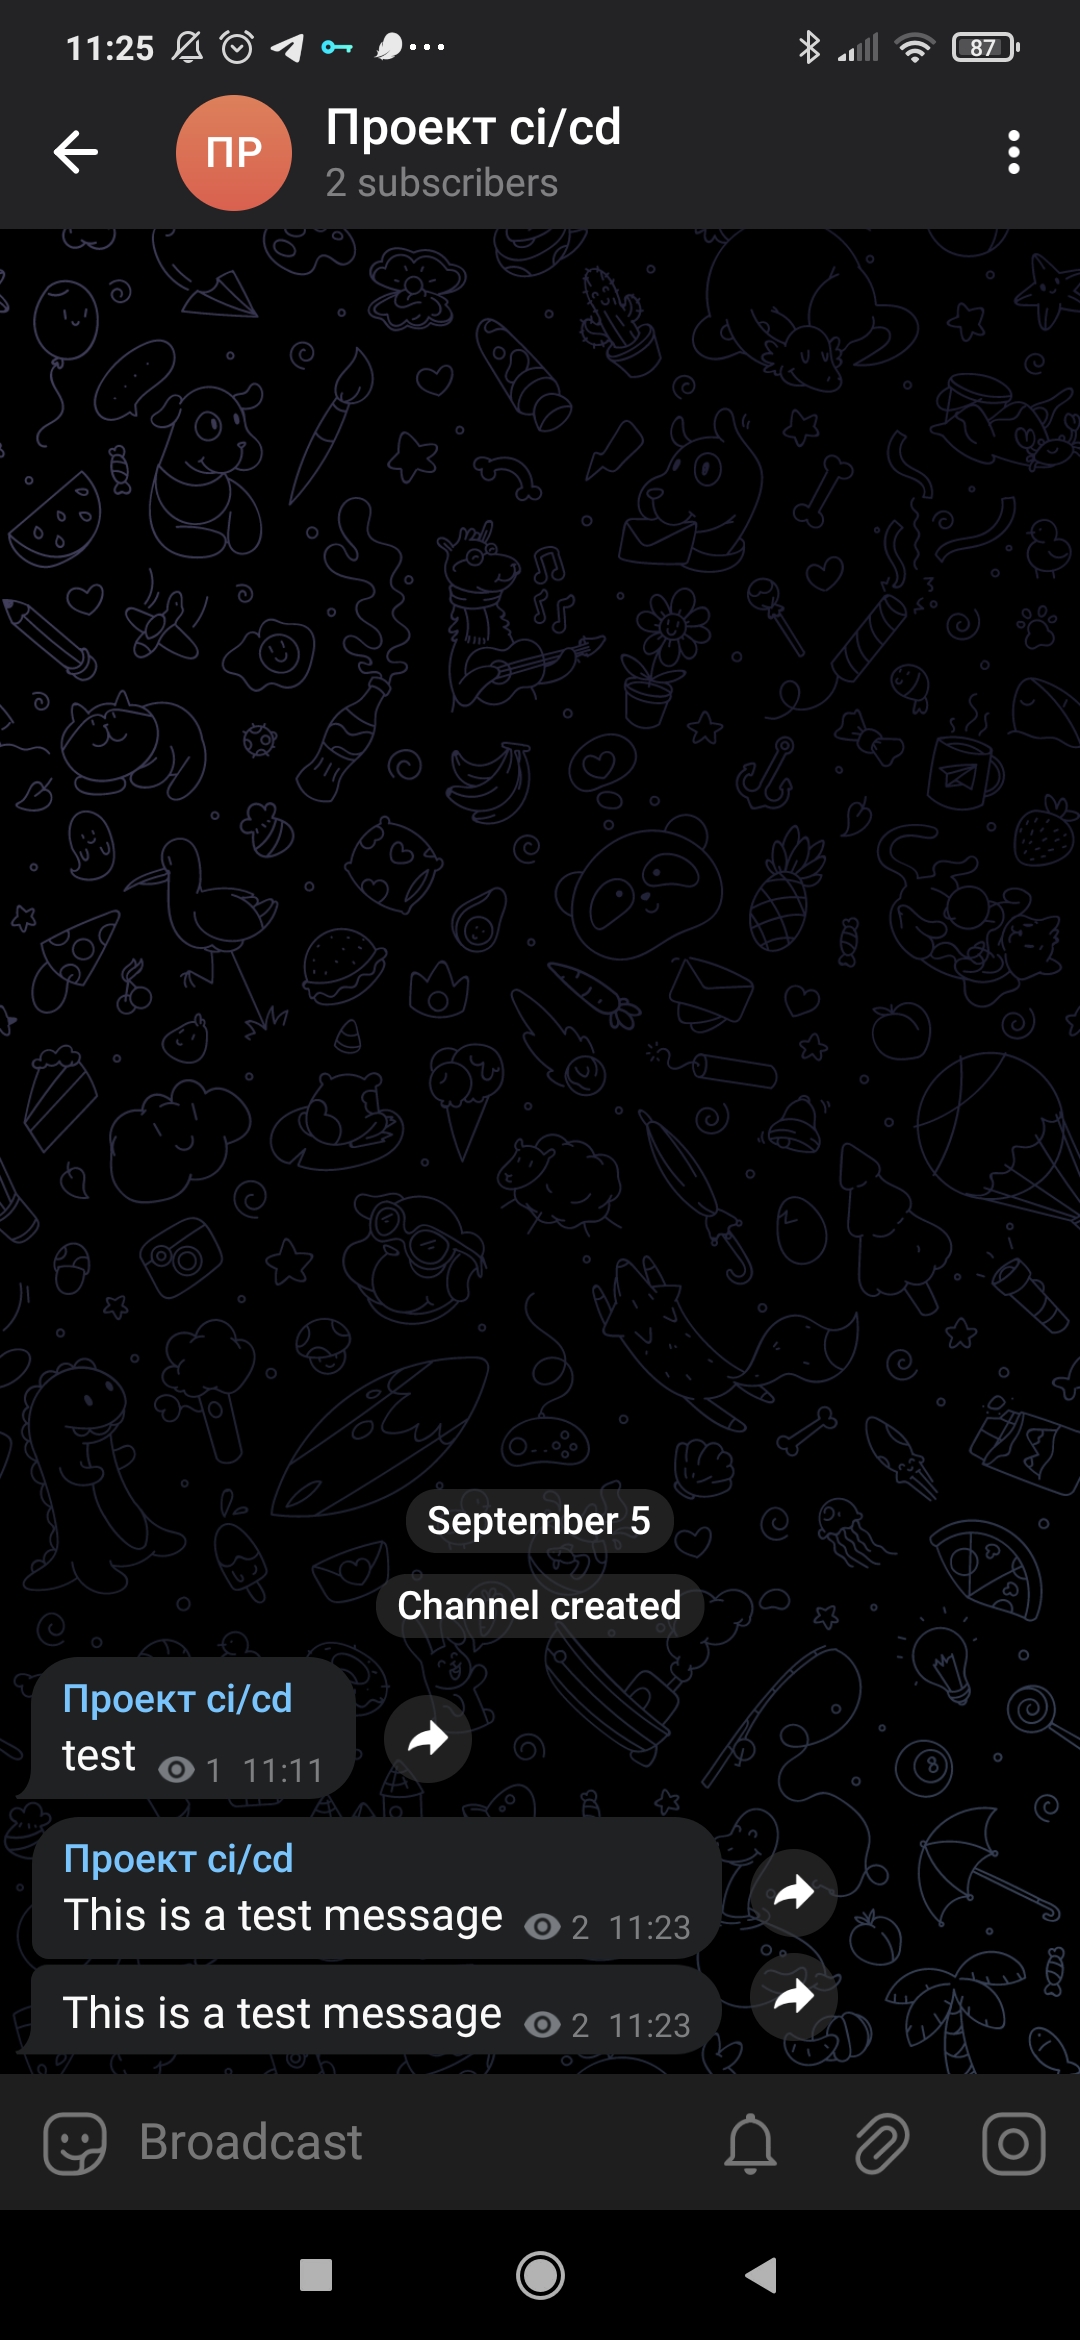 11:25
87
ПР
Проект ci/cd
2 subscribers
September 5
Channel created
Проект ci/cd
test 1 11:11
Проект ci/cd
This is a test message 2 11:23
This is a test message 2 11:23
Broadcast